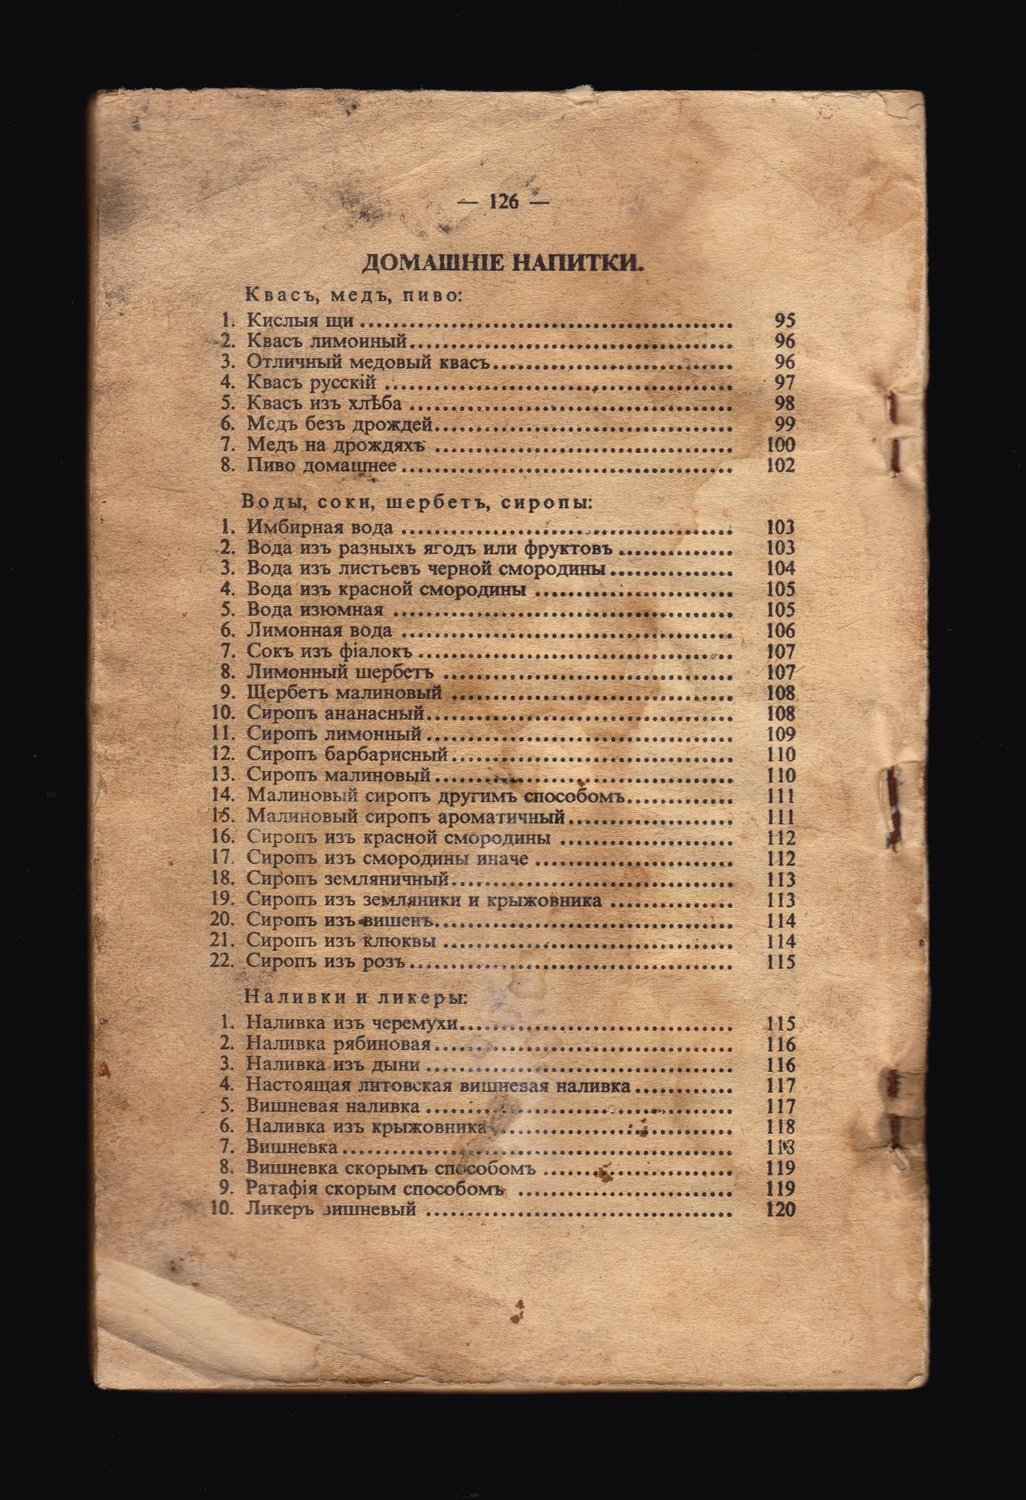 — 126 —
ДОМАШНІЕ НАПИТКИ.
Квасъ, медъ, пиво:
1. Кислыя щи ........ 95
2. Квасъ лимонный ........ 96
3. Отличный медовый квасъ ........ 96
4. Квасъ русскій ........ 97
5. Квасъ изъ хлѣба ........ 98
6. Медъ безъ дрождей ........ 99
7. Медъ на дрождяхъ ........ 100
8. Пиво домашнее ........ 102
Воды, соки, шербетъ, сиропы:
1. Имбирная вода ........ 103
2. Вода изъ разныхъ ягодъ или фруктовъ ........ 103
3. Вода изъ листьевъ черной смородины ........ 104
4. Вода изъ красной смородины ........ 105
5. Вода изюмная ........ 105
6. Лимонная вода ........ 106
7. Сокъ изъ фіалокъ ........ 107
8. Лимонный шербетъ ........ 107
9. Щербетъ малиновый ........ 108
10. Сиропъ ананасный ........ 108
11. Сиропъ лимонный ........ 109
12. Сиропъ барбарисный ........ 110
13. Сиропъ малиновый ........ 110
14. Малиновый сиропъ другимъ способомъ ........ 111
15. Малиновый сиропъ ароматичный ........ 111
16. Сиропъ изъ красной смородины ........ 112
17. Сиропъ изъ смородины иначе ........ 112
18. Сиропъ земляничный ........ 113
19. Сиропъ изъ земляники и крыжовника ........ 113
20. Сиропъ изъ вишенъ ........ 114
21. Сиропъ изъ клюквы ........ 114
22. Сиропъ изъ розъ ........ 115
Наливки и ликеры:
1. Наливка изъ черемухи ........ 115
2. Наливка рябиновая ........ 116
3. Наливка изъ дыни ........ 116
4. Настоящая литовская вишневая наливка ........ 117
5. Вишневая наливка ........ 117
6. Наливка изъ крыжовника ........ 118
7. Вишневка ........ 118
8. Вишневка скорымъ способомъ ........ 119
9. Ратафія скорым способомъ ........ 119
10. Ликеръ вишневый ........ 120